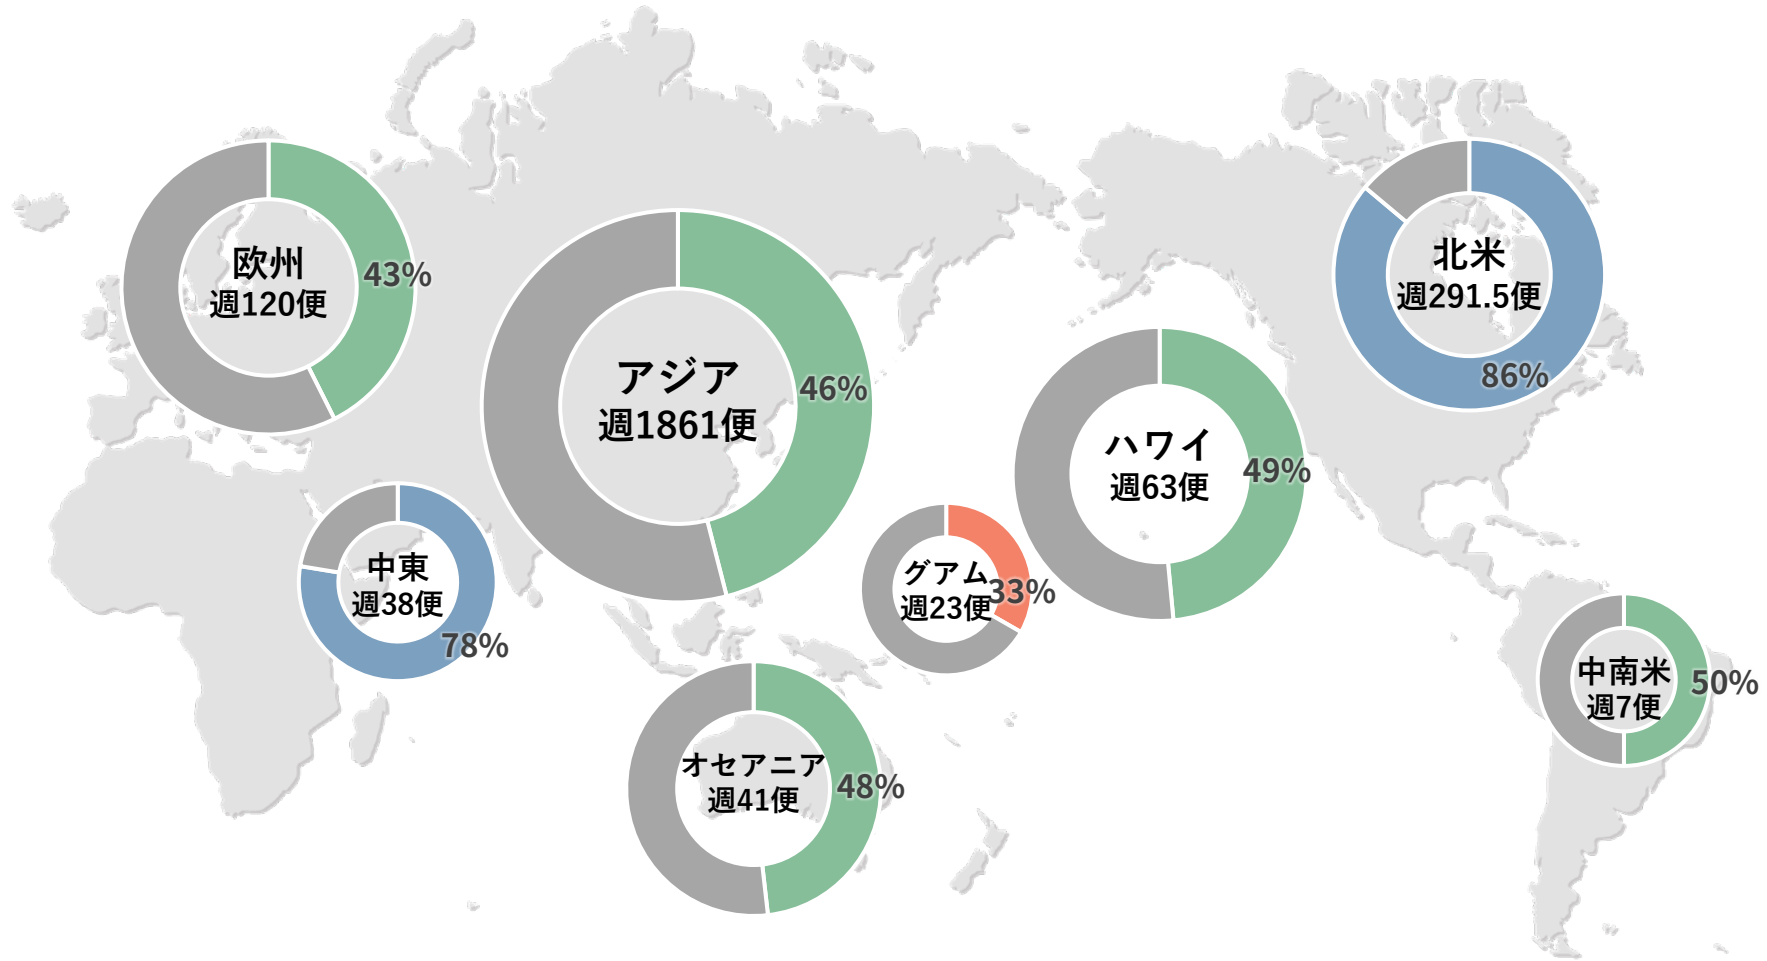 欧州
週120便
43%
アジア
週1861便
46%
北米
週291.5便
86%
ハワイ
週63便
49%
中東
週38便
78%
グアム
週23便
33%
オセアニア
週41便
48%
中南米
週7便
50%